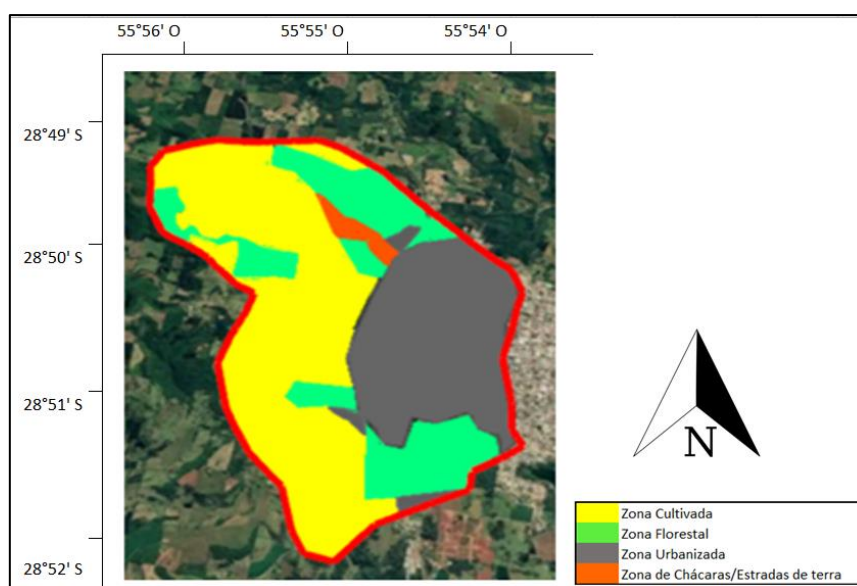 55°56' O 55°55' O 55°54' O
28°49' S
28°50' S
28°51' S
28°52' S
N
Zona Cultivada
Zona Florestal
Zona Urbanizada
Zona de Chácaras/Estradas de terra